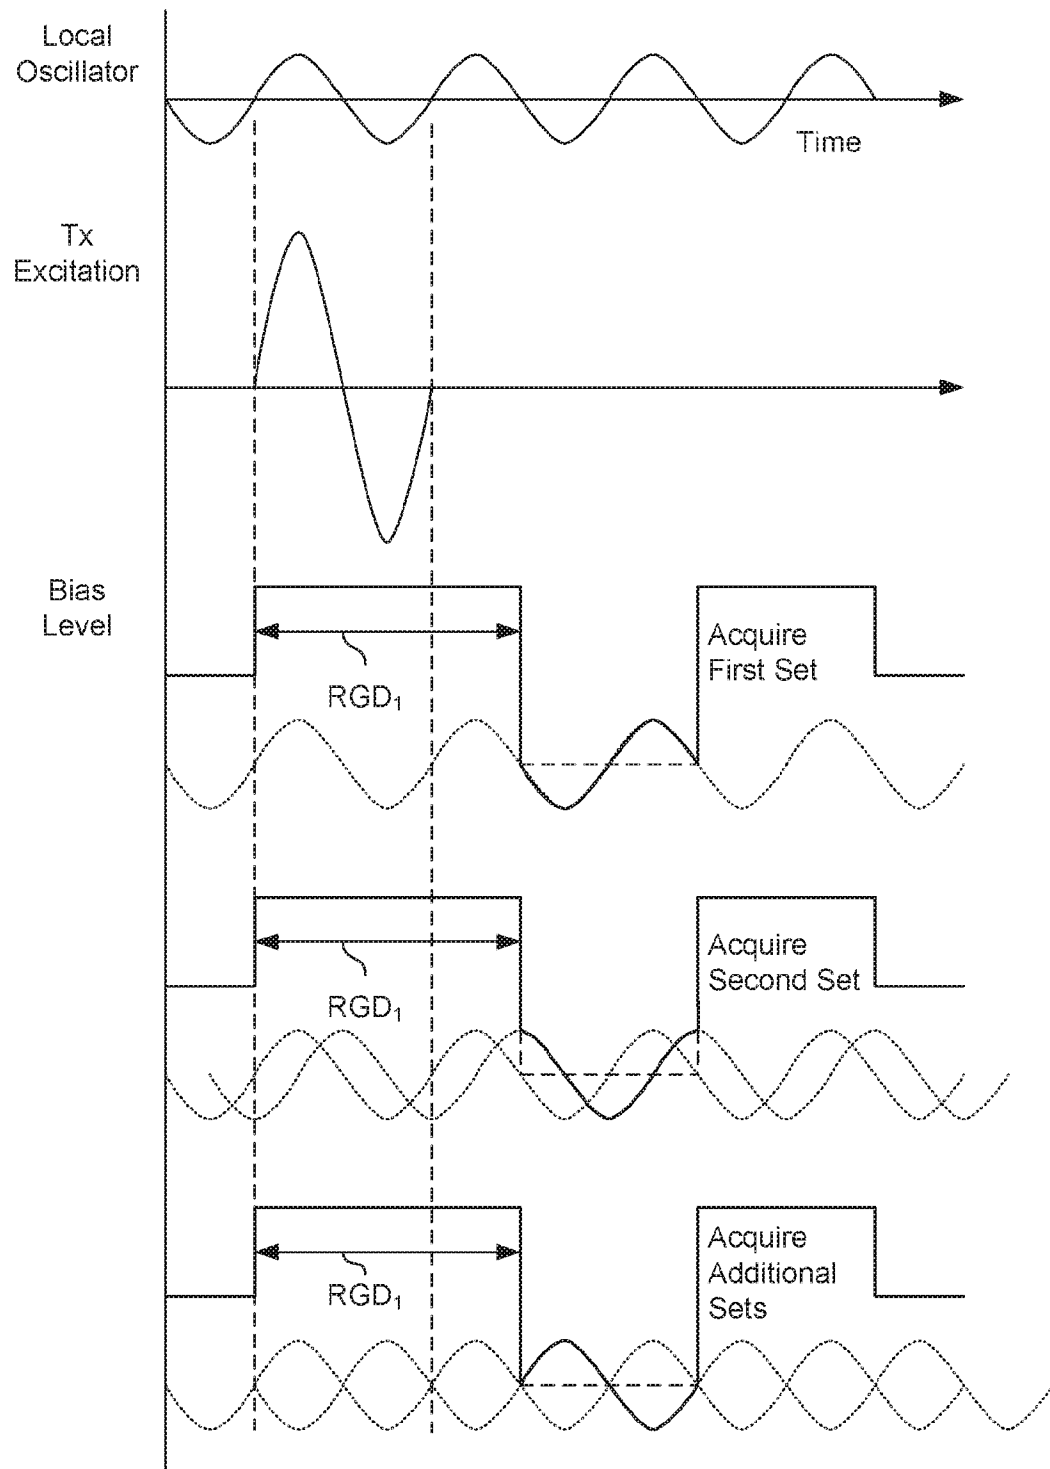 Local
Oscillator
Time
Tx
Excitation
Bias
Level
RGD1
Acquire
First Set
RGD1
Acquire
Second Set
RGD1
Acquire
Additional
Sets